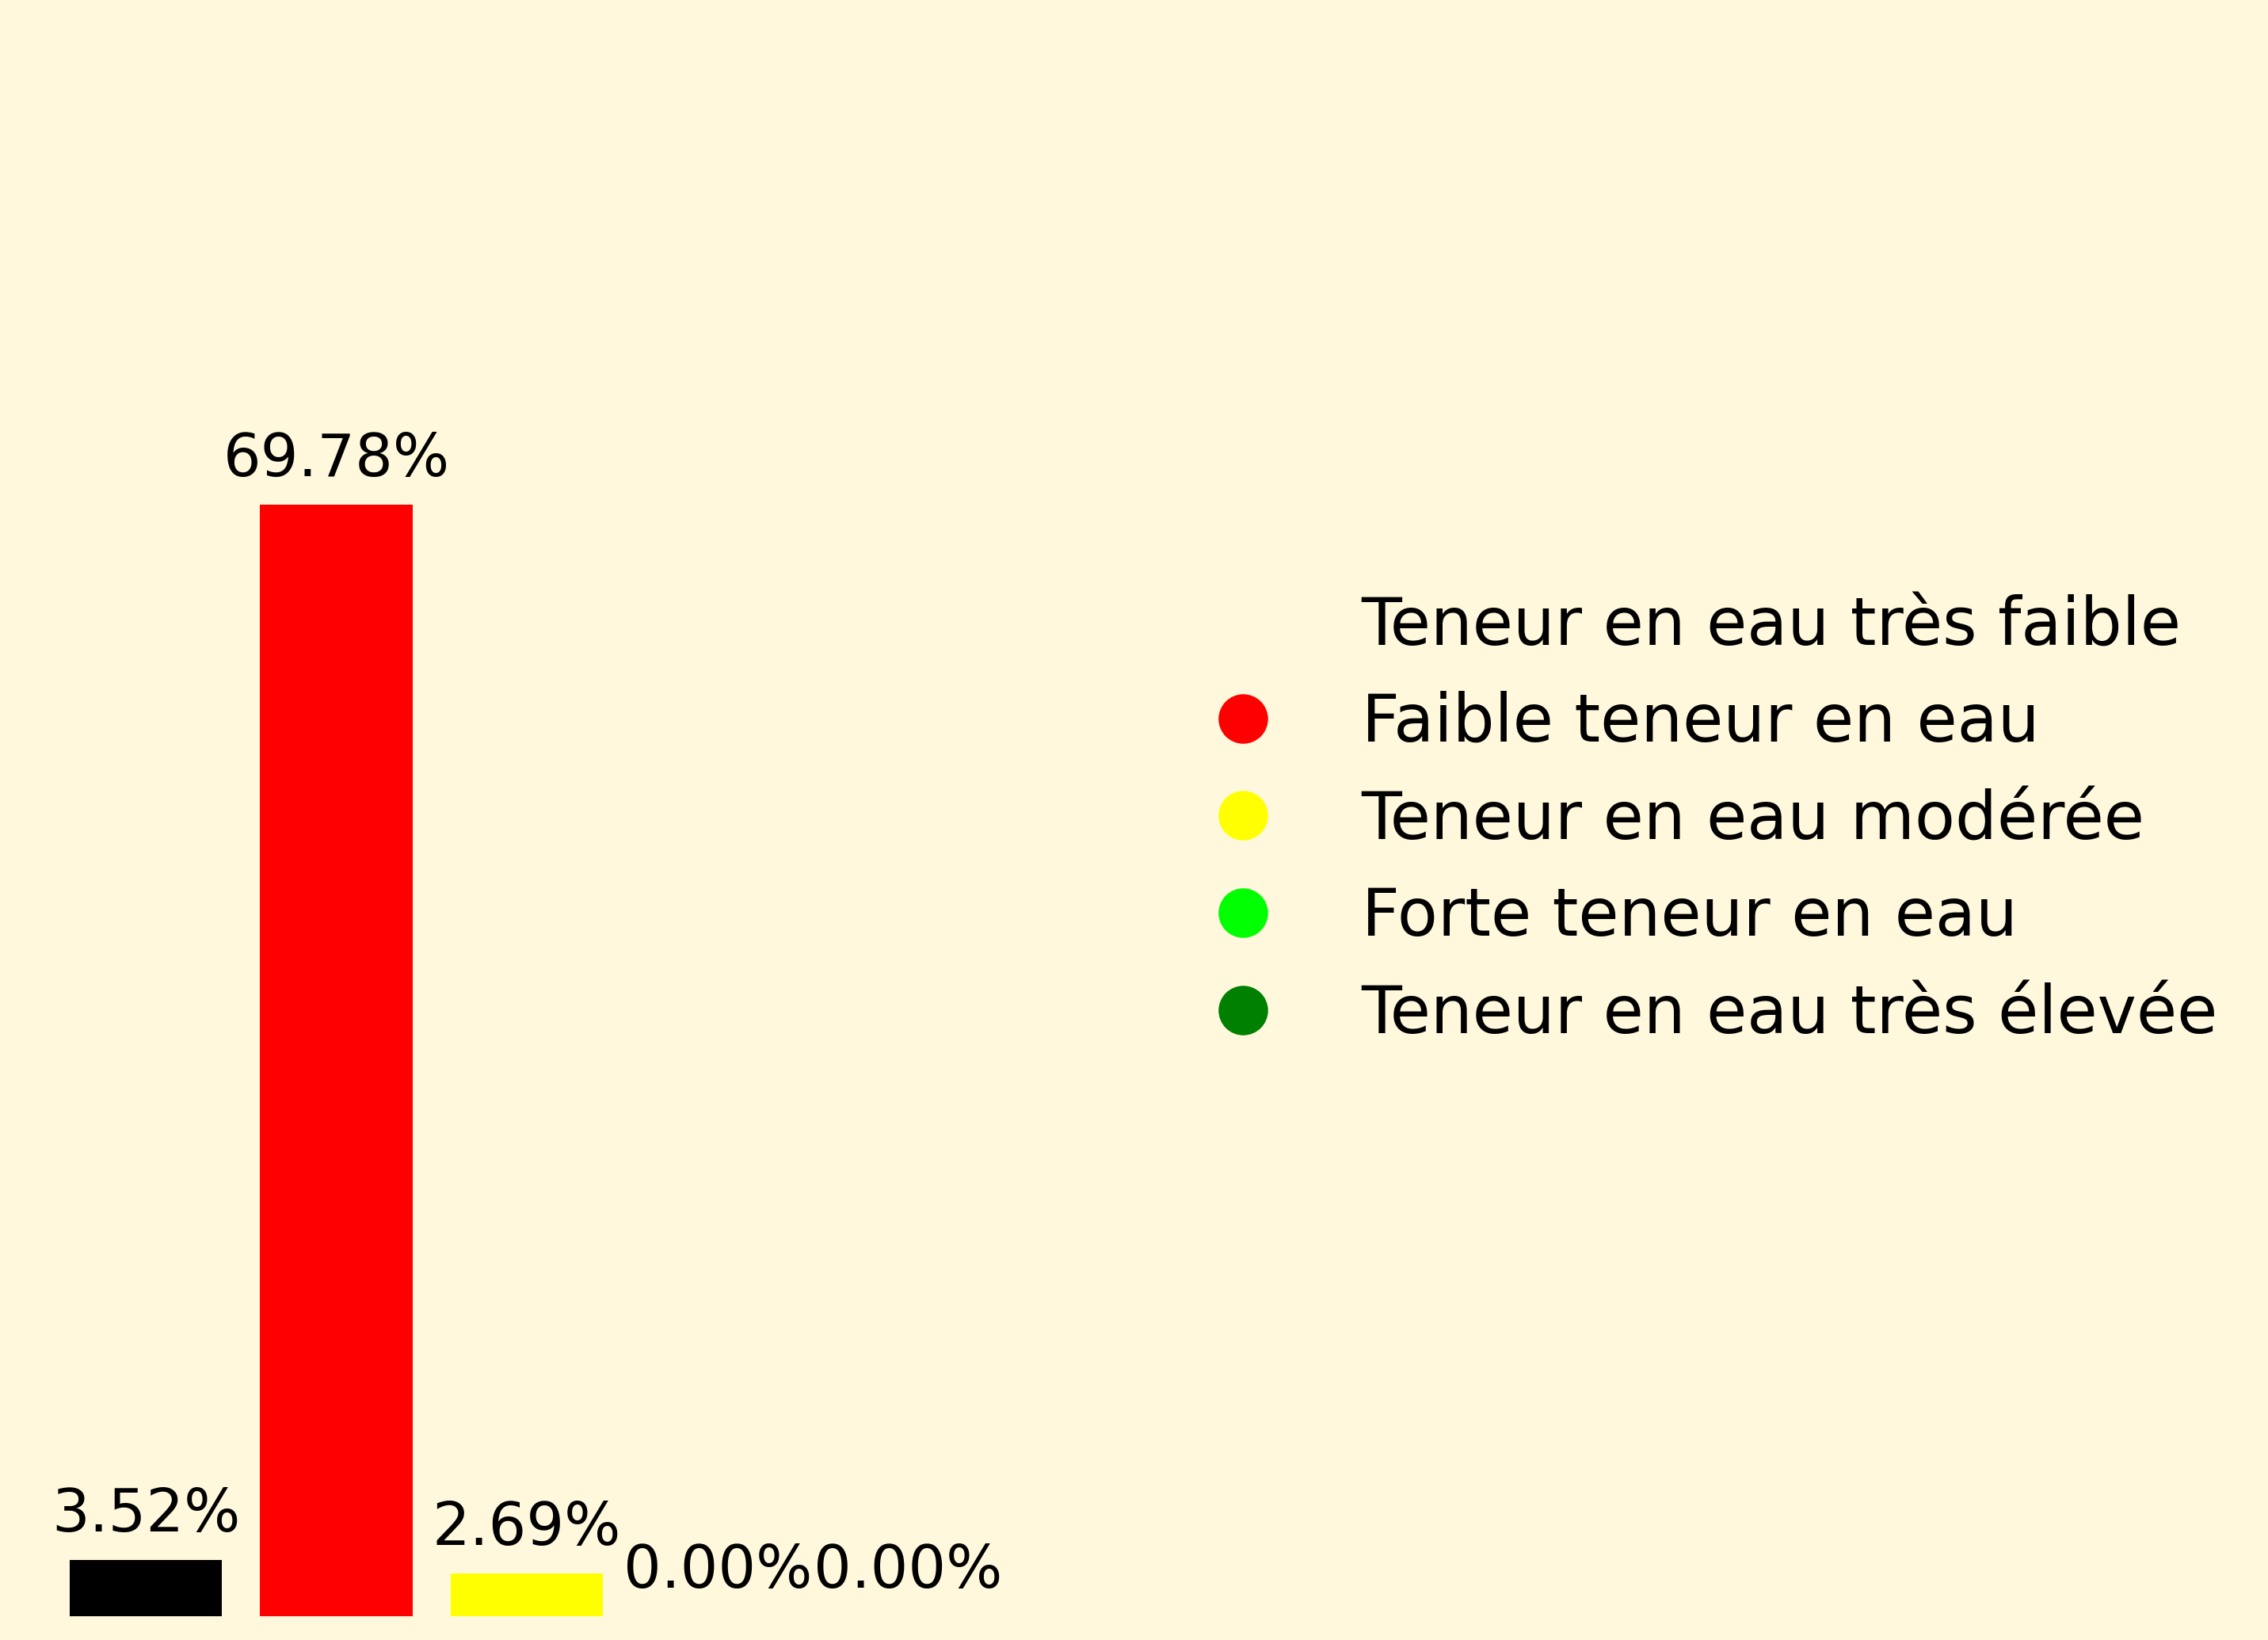 69.78%
Teneur en eau très faible
Faible teneur en eau
Teneur en eau modérée
Forte teneur en eau
Teneur en eau très élevée
3.52%
2.69%
0.00%
0.00%